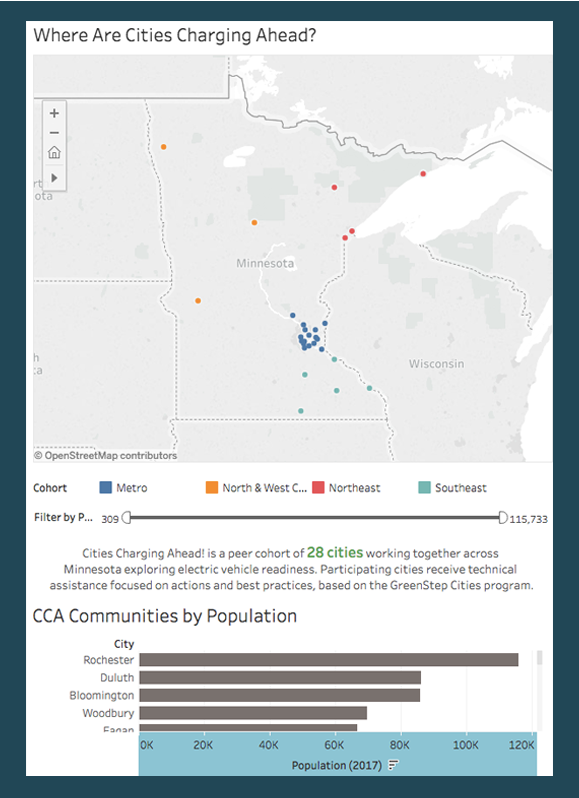 Where Are Cities Charging Ahead?
+
−
rt
ota
Minnesota
h
ta
Wisconsin
© OpenStreetMap contributors
Cohort Metro North & West C... Northeast Southeast
Filter by P... 309 115,733
Cities Charging Ahead! is a peer cohort of 28 cities working together across
Minnesota exploring electric vehicle readiness. Participating cities receive technical
assistance focused on actions and best practices, based on the GreenStep Cities program.
CCA Communities by Population
City
Rochester
Duluth
Bloomington
Woodbury
Eagan
0K 20K 40K 60K 80K 100K 120K
Population (2017)